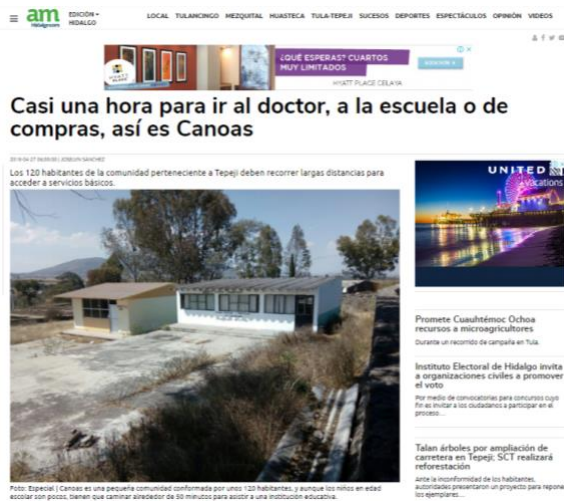 am
Hidalgo
EDICIÓN
HIDALGO
LOCAL TULANCINGO MEZQUITAL HUASTECA TULA-TEPEJI SUCESOS DEPORTES ESPECTÁCULOS OPINIÓN VIDEOS
¿QUÉ ESPERAS? CUARTOS
MUY LIMITADOS
HYATT PLACE CELAYA
Casi una hora para ir al doctor, a la escuela o de
compras, así es Canoas
Los 120 habitantes de la comunidad perteneciente a Tepeji deben recorrer largas distancias para
acceder a servicios básicos.
UNITED
vacations
Promete Cuauhtémoc Ochoa
recursos a microagricultores
Durante un recorrido de campaña en Tula.
Instituto Electoral de Hidalgo invita
a organizaciones civiles a promover
el voto
Por medio de convocatorias para concursos cuyo
fin es invitar a los ciudadanos a participar en el
proceso...
Talan árboles por ampliación de
carretera en Tepeji; SCT realizará
reforestación
Ante la inconformidad de los habitantes,
autoridades presentaron un proyecto para repone
los ejemplares...
Foto: Especial | Canoas es una pequeña comunidad conformada por unos 120 habitantes, y aunque los niños en edad
escolar son pocos, tienen que caminar alrededor de 50 minutos para asistir a una institución educativa.